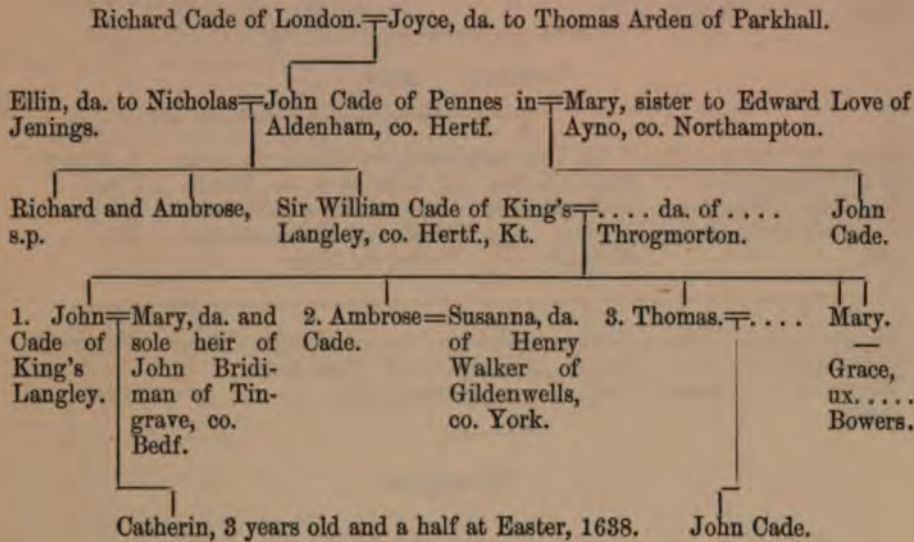 Richard Cade of London.╤Joyce, da. to Thomas Arden of Parkhall.
Ellin, da. to Nicholas╤John Cade of Pennes in╤Mary, sister to Edward Love of
Jenings. Aldenham, co. Hertf. Ayno, co. Northampton.
Richard and Ambrose, Sir William Cade of King's╤. . . . da. of . . . . John
s.p. Langley, co. Hertf., Kt. Throgmorton. Cade.
1. John╤Mary, da. and 2. Ambrose=Susanna, da. 3. Thomas.╤. . . . Mary.
Cade of sole heir of Cade. of Henry —
King's John Bridi- Walker of Grace,
Langley. man of Tin- Gildenwells, ux. . . . .
grave, co. co. York. Bowers.
Bedf.
Catherin, 3 years old and a half at Easter, 1638. John Cade.